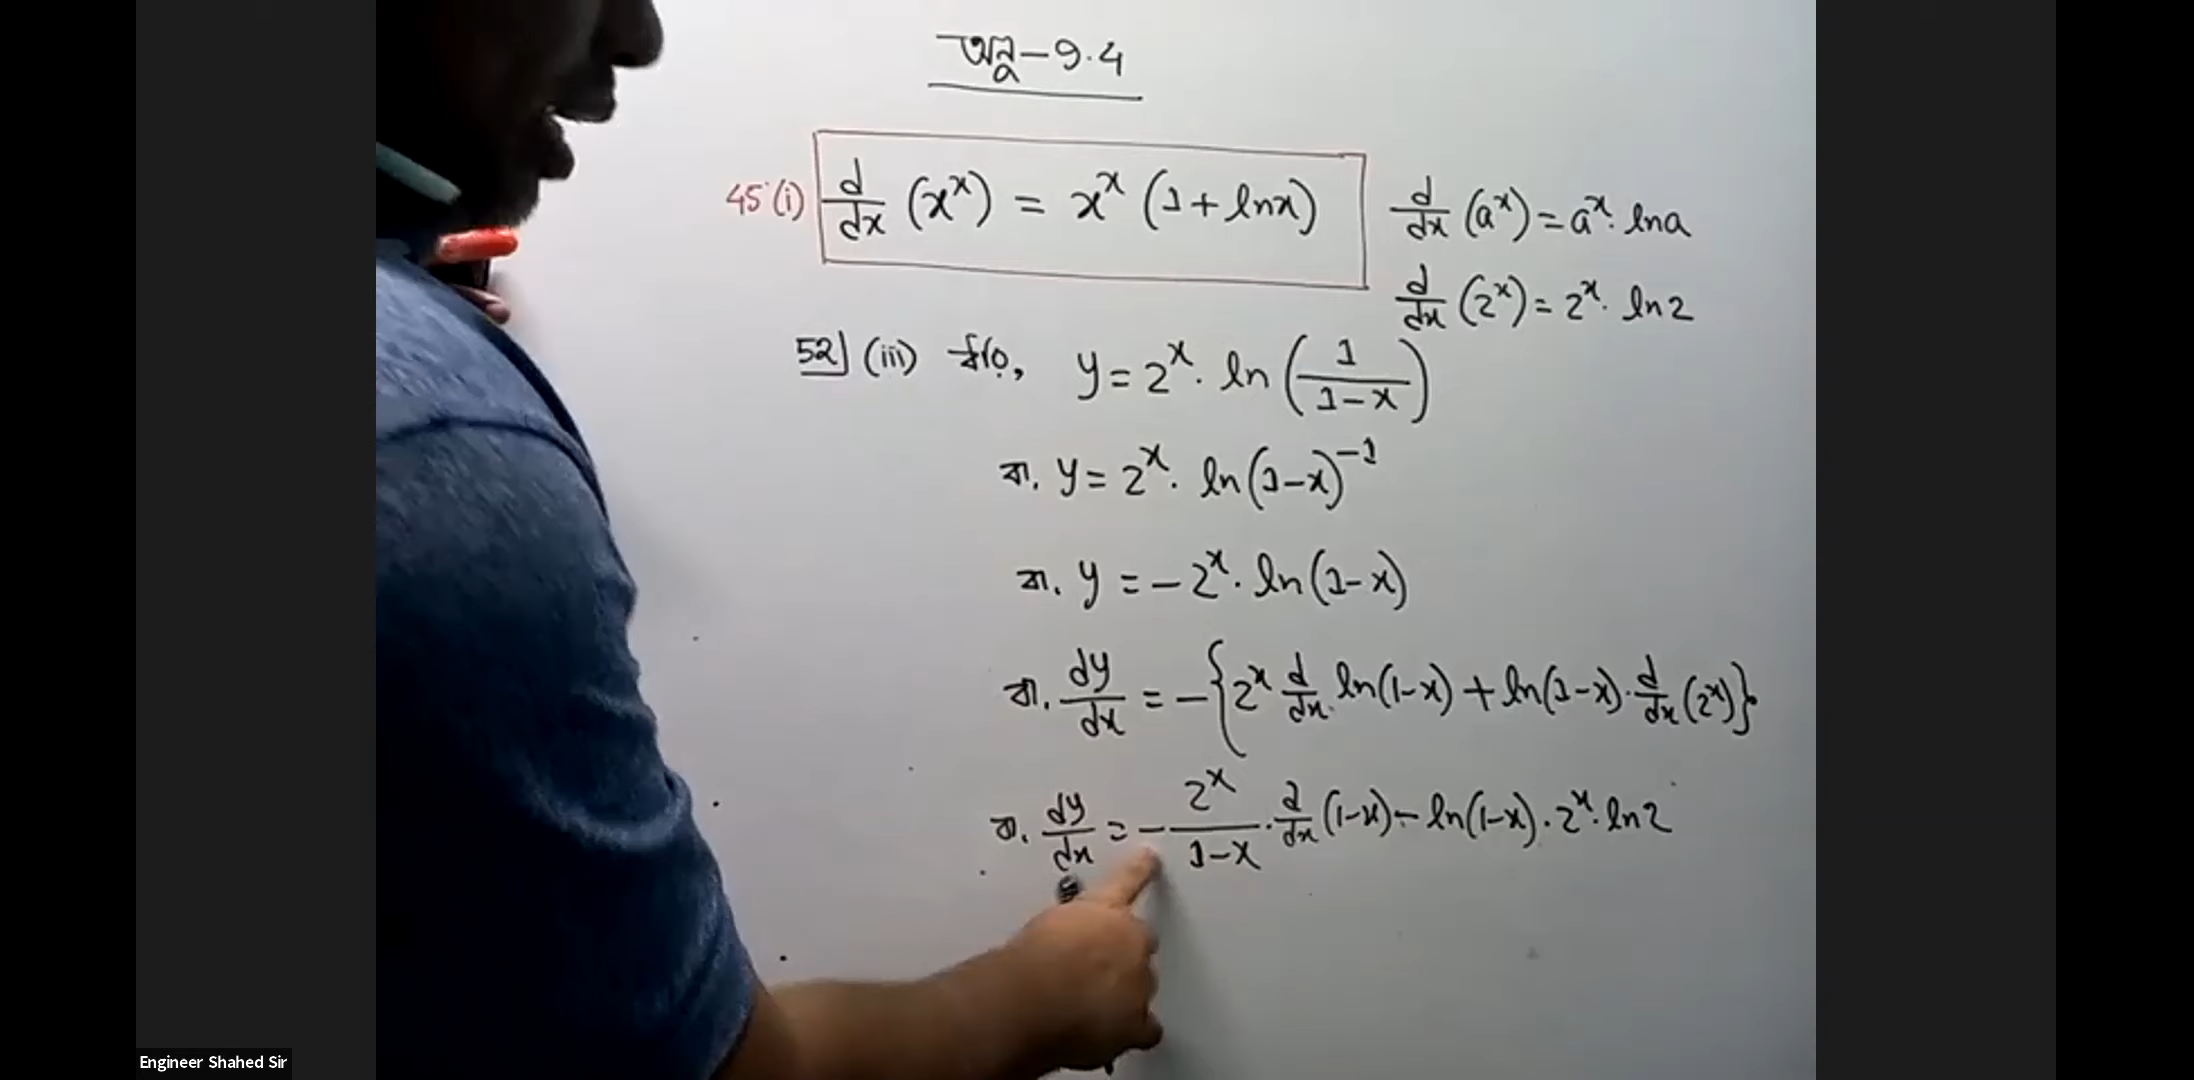 অনু-9.4
45 (i) d/dx (x^x) = x^x (1 + lnx)
d/dx (a^x) = a^x. lna
d/dx (2^x) = 2^x. ln2
52] (iii) ধরি, y = 2^x. ln (1/(1-x))
বা, y = 2^x. ln(1-x)^-1
বা, y = -2^x. ln(1-x)
বা, dy/dx = -{2^x d/dx ln(1-x) + ln(1-x). d/dx (2^x)}
বা, dy/dx = - 2^x/(1-x) . d/dx (1-x) - ln(1-x). 2^x. ln2
Engineer Shahed Sir